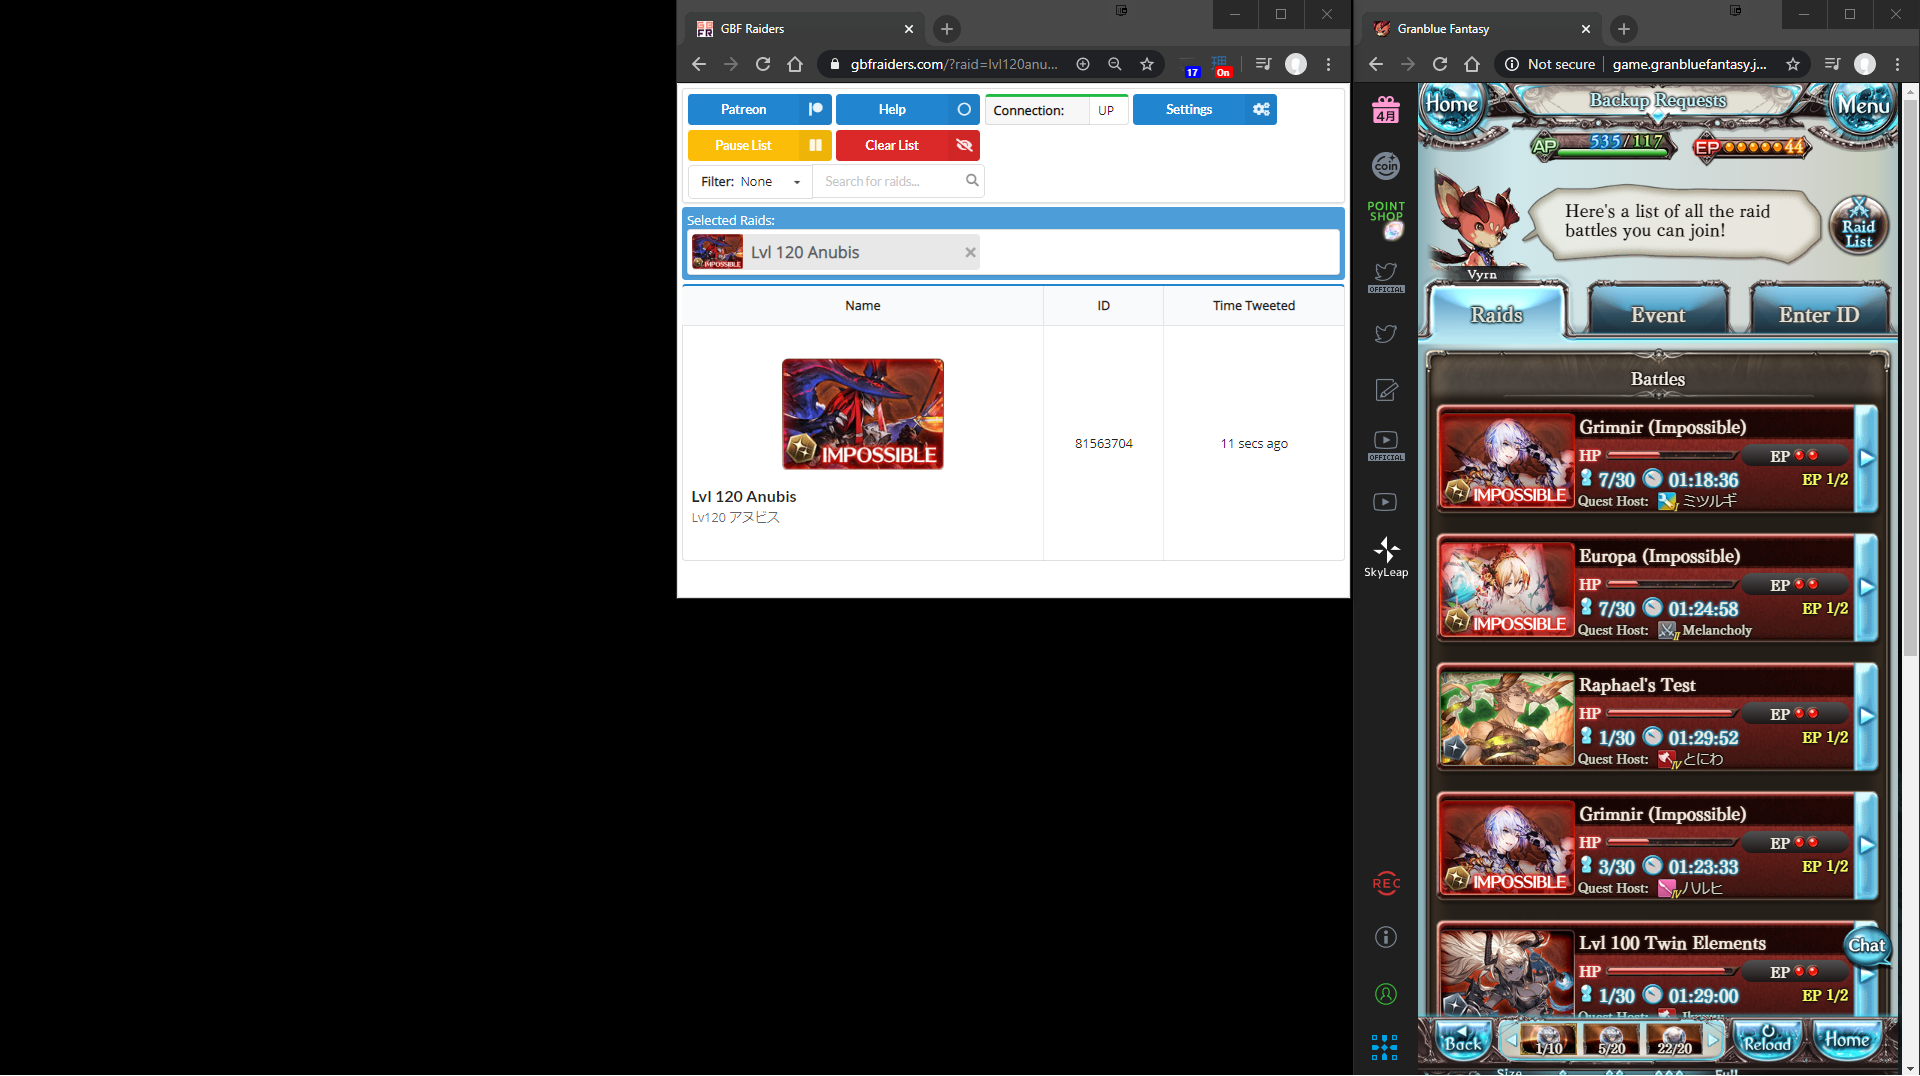 GBF Raiders
gbfraiders.com/?raid=lvl120anu...
17
On
Patreon
Help
Connection:
UP
Settings
Pause List
Clear List
Filter: None
Search for raids...
Selected Raids:
IMPOSSIBLE
Lvl 120 Anubis
Name
ID
Time Tweeted
IMPOSSIBLE
Lvl 120 Anubis
Lv120 アヌビス
81563704
11 secs ago
Granblue Fantasy
Not secure
game.granbluefantasy.j...
4月
coin
POINT
SHOP
OFFICIAL
OFFICIAL
SkyLeap
REC
Home
Backup Requests
Menu
AP
535/117
EP
44
Here's a list of all the raid
battles you can join!
Vyrn
Raid
List
Raids
Event
Enter ID
Battles
Grimnir (Impossible)
HP
EP
7/30
01:18:36
EP 1/2
Quest Host:
ミツルギ
IMPOSSIBLE
Europa (Impossible)
HP
EP
7/30
01:24:58
EP 1/2
Quest Host:
Melancholy
IMPOSSIBLE
Raphael's Test
HP
EP
1/30
01:29:52
EP 1/2
Quest Host:
とにわ
Grimnir (Impossible)
HP
EP
3/30
01:23:33
EP 1/2
Quest Host:
ハルヒ
IMPOSSIBLE
Lvl 100 Twin Elements
Chat
HP
EP
1/30
01:29:00
EP 1/2
Quest Host:
Back
1/10
5/20
22/20
Reload
Home
Size
Full